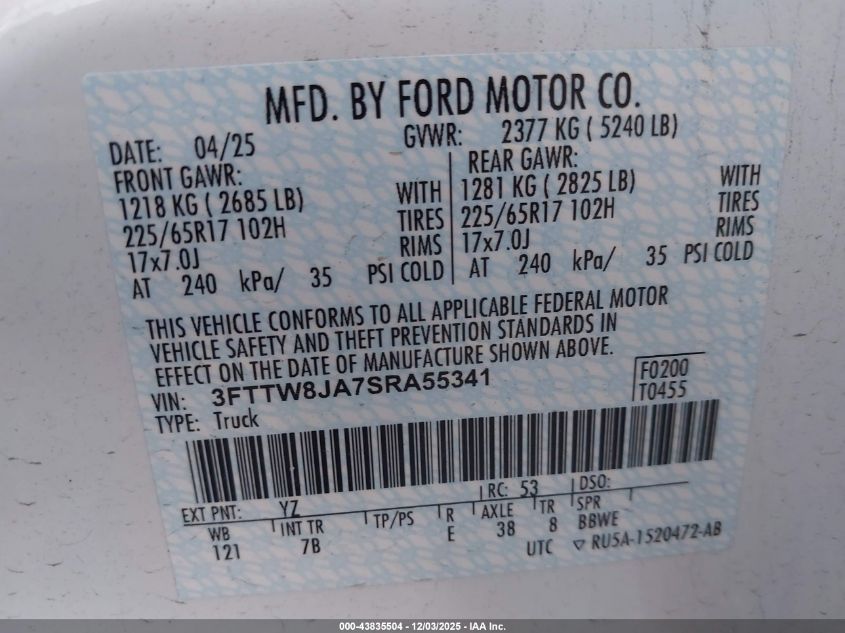 MFD. BY FORD MOTOR CO.
DATE: 04/25 GVWR: 2377 KG ( 5240 LB)
FRONT GAWR: REAR GAWR:
1218 KG ( 2685 LB) WITH 1281 KG ( 2825 LB) WITH
225/65R17 102H TIRES 225/65R17 102H TIRES
17x7.0J RIMS 17x7.0J RIMS
AT 240 kPa/ 35 PSI COLD AT 240 kPa/ 35 PSI COLD
THIS VEHICLE CONFORMS TO ALL APPLICABLE FEDERAL MOTOR
VEHICLE SAFETY AND THEFT PREVENTION STANDARDS IN
EFFECT ON THE DATE OF MANUFACTURE SHOWN ABOVE.
VIN: 3FTTW8JA7SRA55341 F0200
TYPE: Truck T0455
EXT PNT: YZ RC: 53 DSO:
WB INT TR TP/PS R AXLE TR SPR
121 7B E 38 8 BBWE
UTC ▽ RU5A-1520472-AB
000-43835504 - 12/03/2025 - IAA Inc.